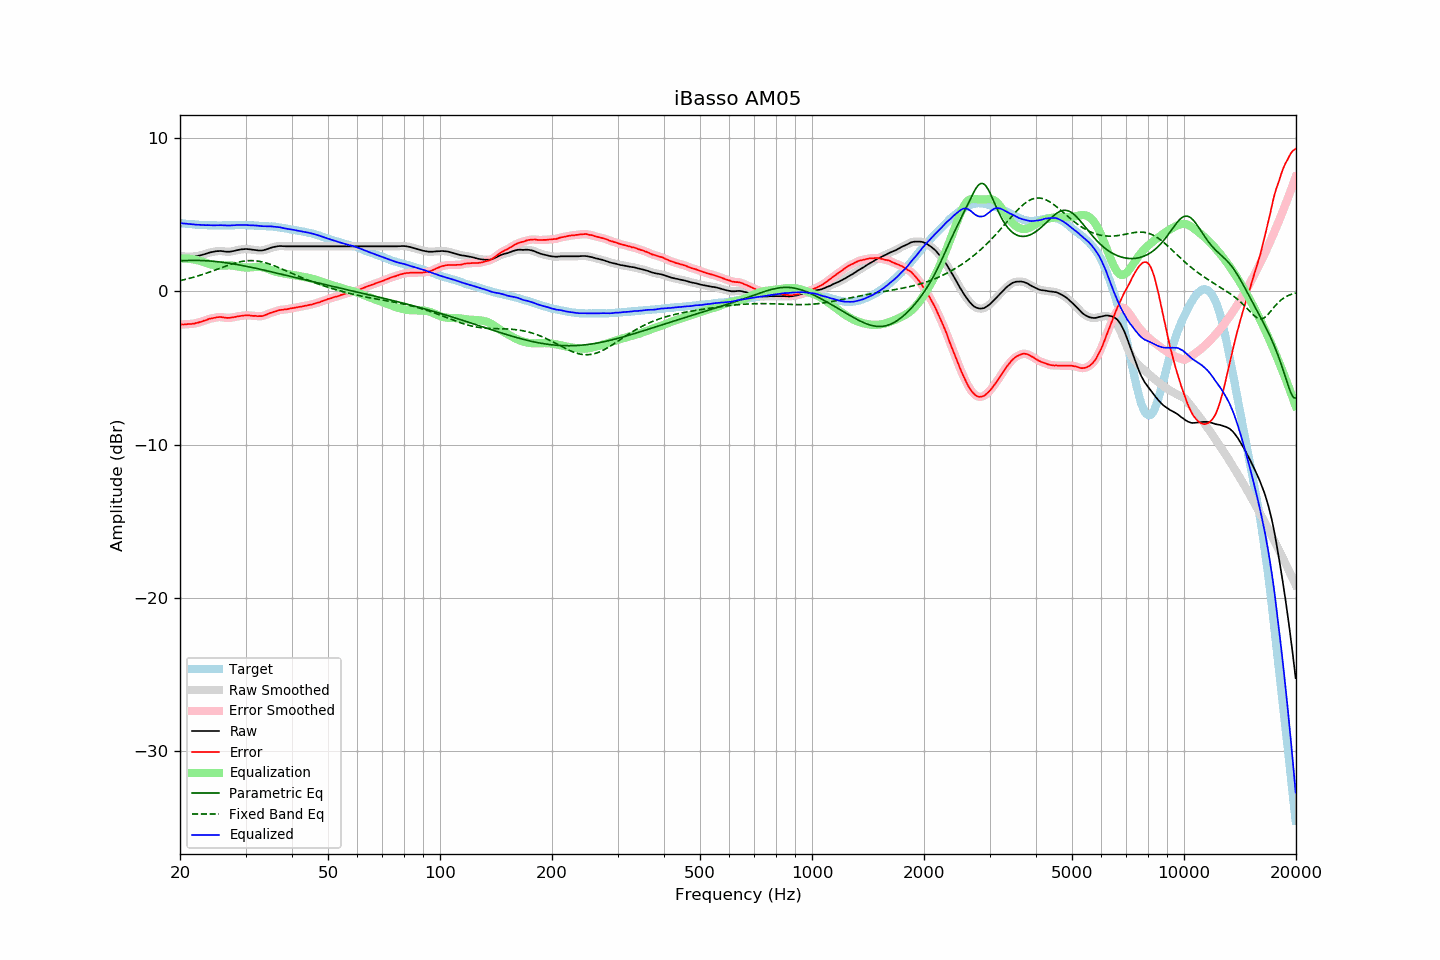 iBasso AM05
10
0
−10
−20
−30
Amplitude (dBr)
Target
Raw Smoothed
Error Smoothed
Raw
Error
Equalization
Parametric Eq
Fixed Band Eq
Equalized
20 50 100 200 500 1000 2000 5000 10000 20000
Frequency (Hz)